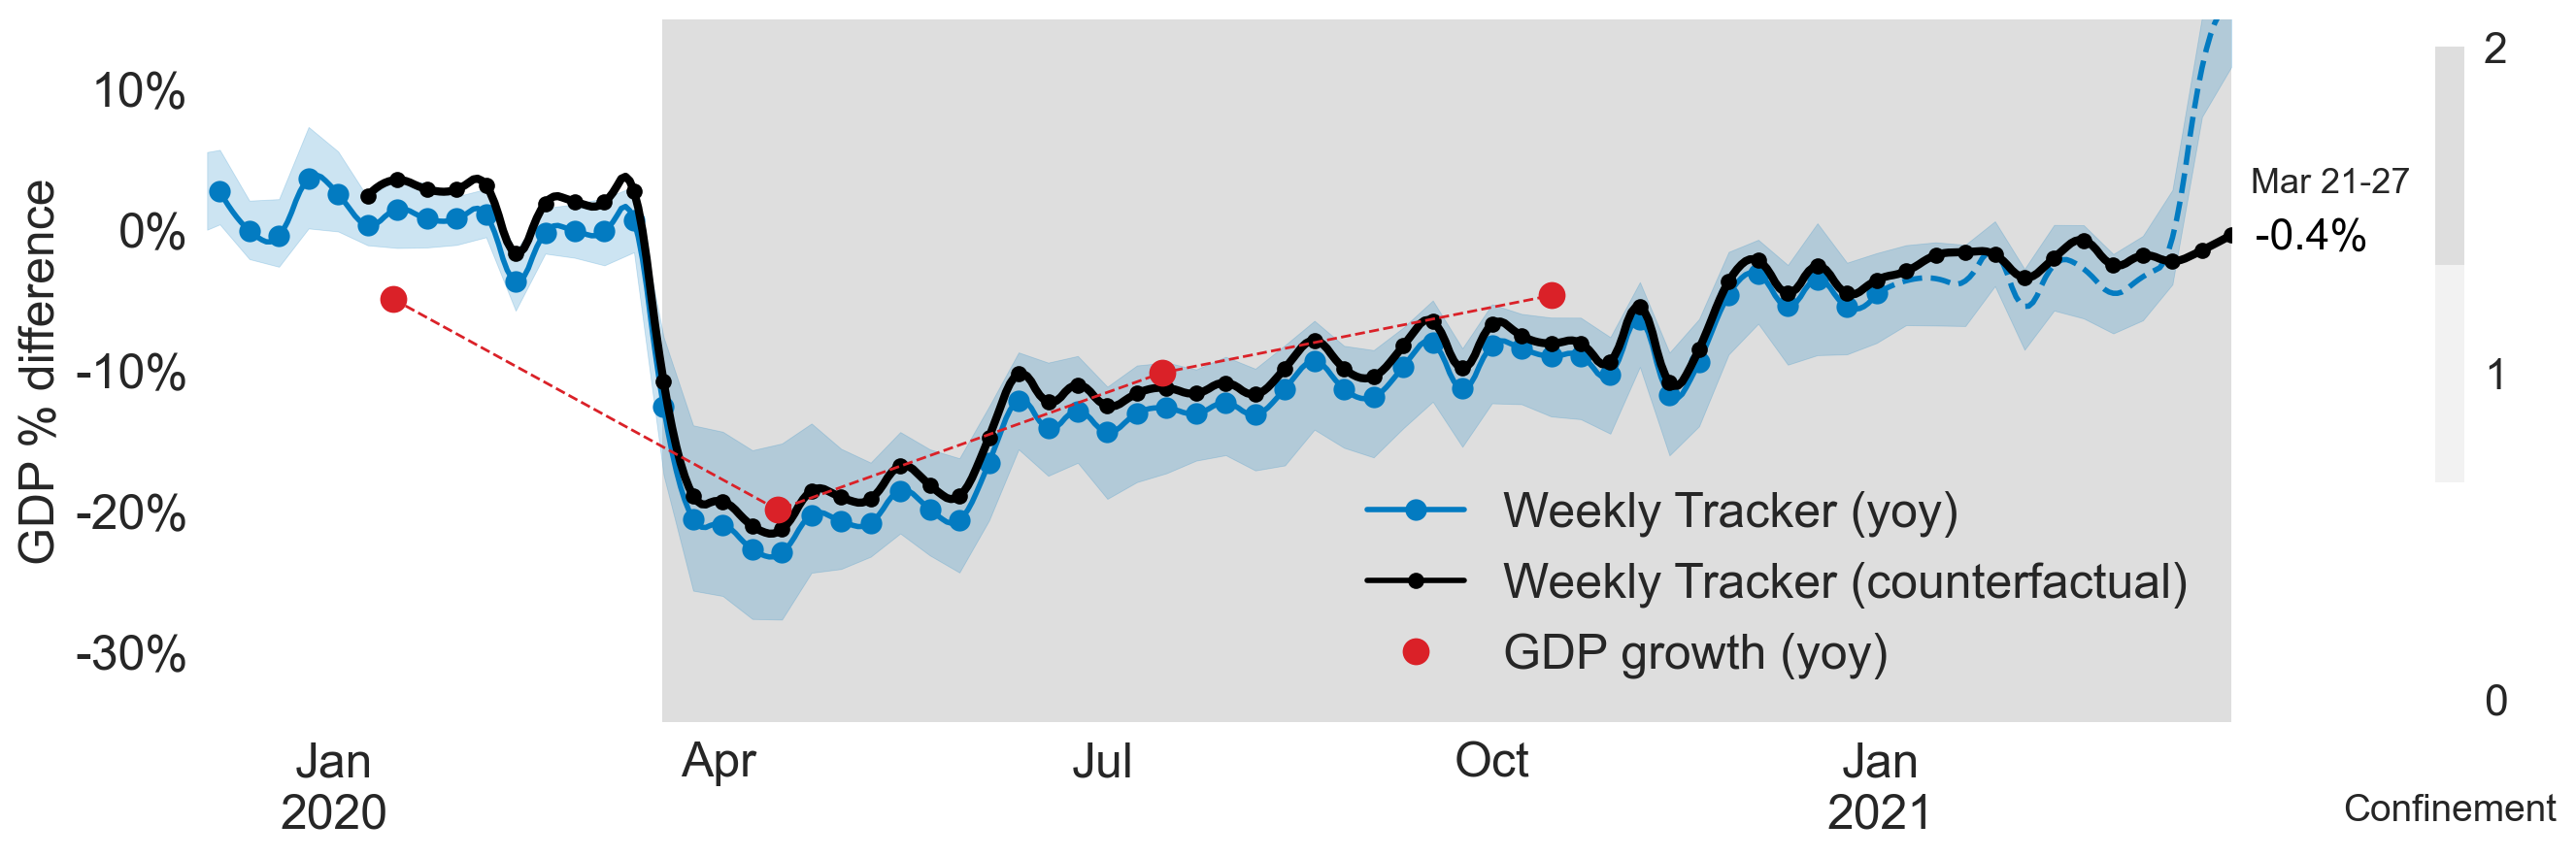 GDP % difference
10%
0%
-10%
-20%
-30%
Jan
2020
Apr
Jul
Oct
Jan
2021
Weekly Tracker (yoy)
Weekly Tracker (counterfactual)
GDP growth (yoy)
Mar 21-27
-0.4%
2
1
0
Confinement